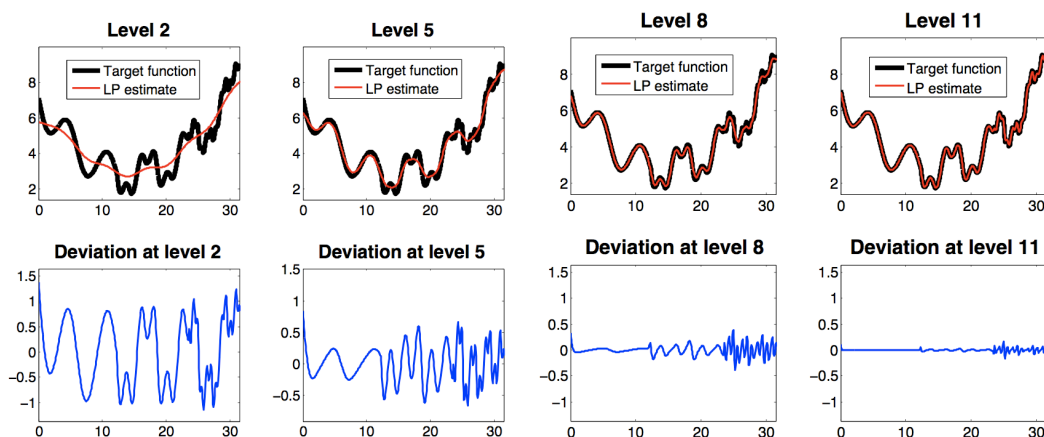 Level 2
Level 5
Level 8
Level 11
8
6
4
2
0 10 20 30
Target function
LP estimate
8
6
4
2
0 10 20 30
Target function
LP estimate
8
6
4
2
0 10 20 30
Target function
LP estimate
8
6
4
2
0 10 20 30
Target function
LP estimate
Deviation at level 2
Deviation at level 5
Deviation at level 8
Deviation at level 11
1.5
1
0.5
0
−0.5
−1
0 10 20 30
1.5
1
0.5
0
−0.5
0 10 20 30
1.5
1
0.5
0
−0.5
−1
0 10 20 30
1.5
1
0.5
0
−0.5
−1
0 10 20 30